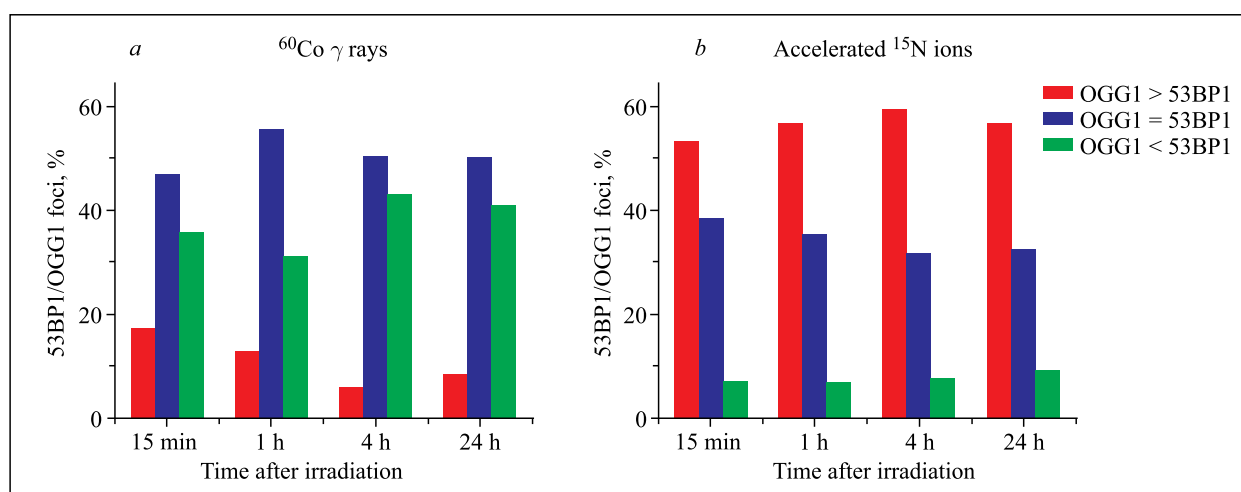 a
⁶⁰Co γ rays
53BP1/OGG1 foci, %
60
40
20
0
15 min
1 h
4 h
24 h
Time after irradiation
b
Accelerated ¹⁵N ions
53BP1/OGG1 foci, %
60
40
20
0
15 min
1 h
4 h
24 h
Time after irradiation
OGG1 > 53BP1
OGG1 = 53BP1
OGG1 < 53BP1